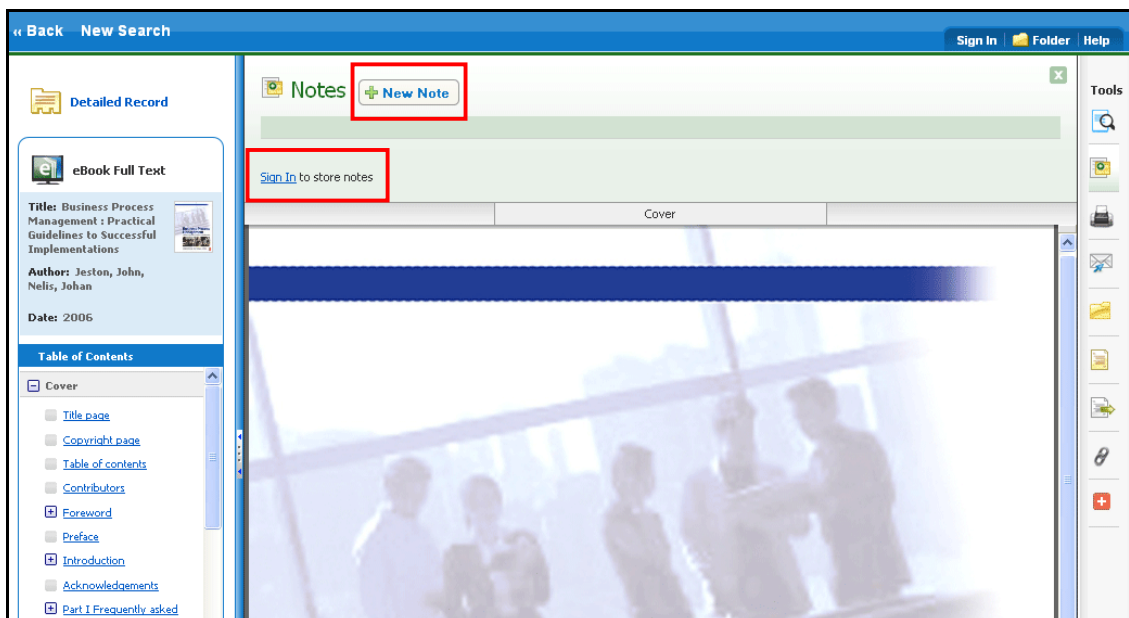 ‹‹ Back New Search
Sign In Folder Help
Detailed Record
eBook Full Text
Title: Business Process
Management : Practical
Guidelines to Successful
Implementations
Author: Jeston, John,
Nelis, Johan
Date: 2006
Table of Contents
Cover
Title page
Copyright page
Table of contents
Contributors
Foreword
Preface
Introduction
Acknowledgements
Part I Frequently asked
Notes New Note
Sign In to store notes
Cover
Tools